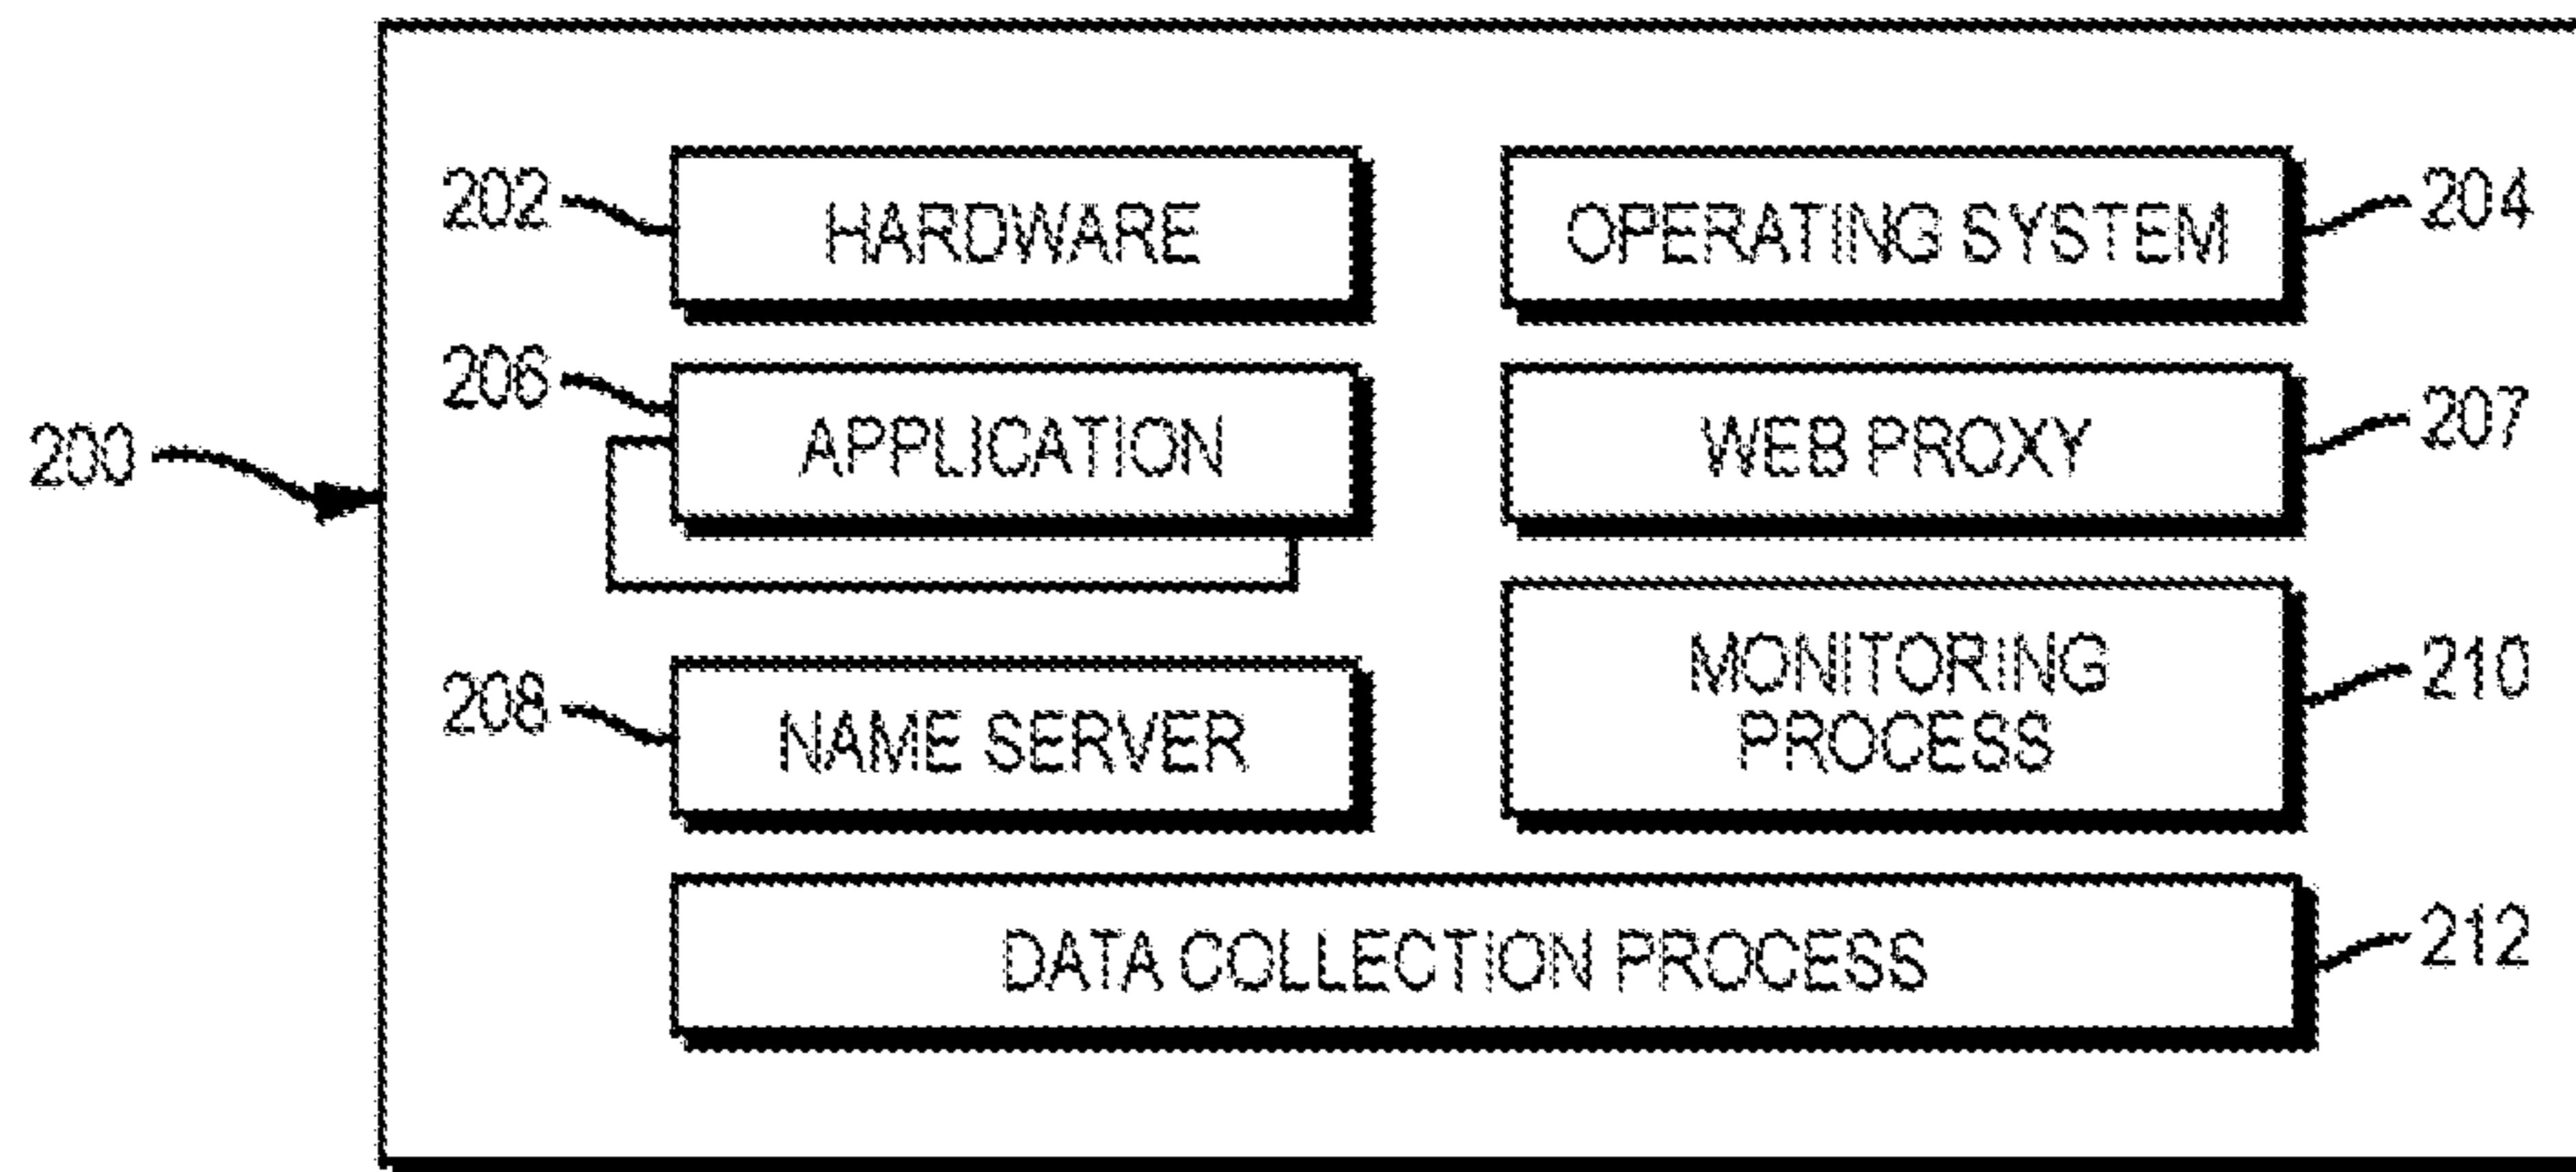 202 HARDWARE OPERATING SYSTEM 204
206 APPLICATION WEB PROXY 207
200
208 NAME SERVER MONITORING PROCESS 210
DATA COLLECTION PROCESS 212